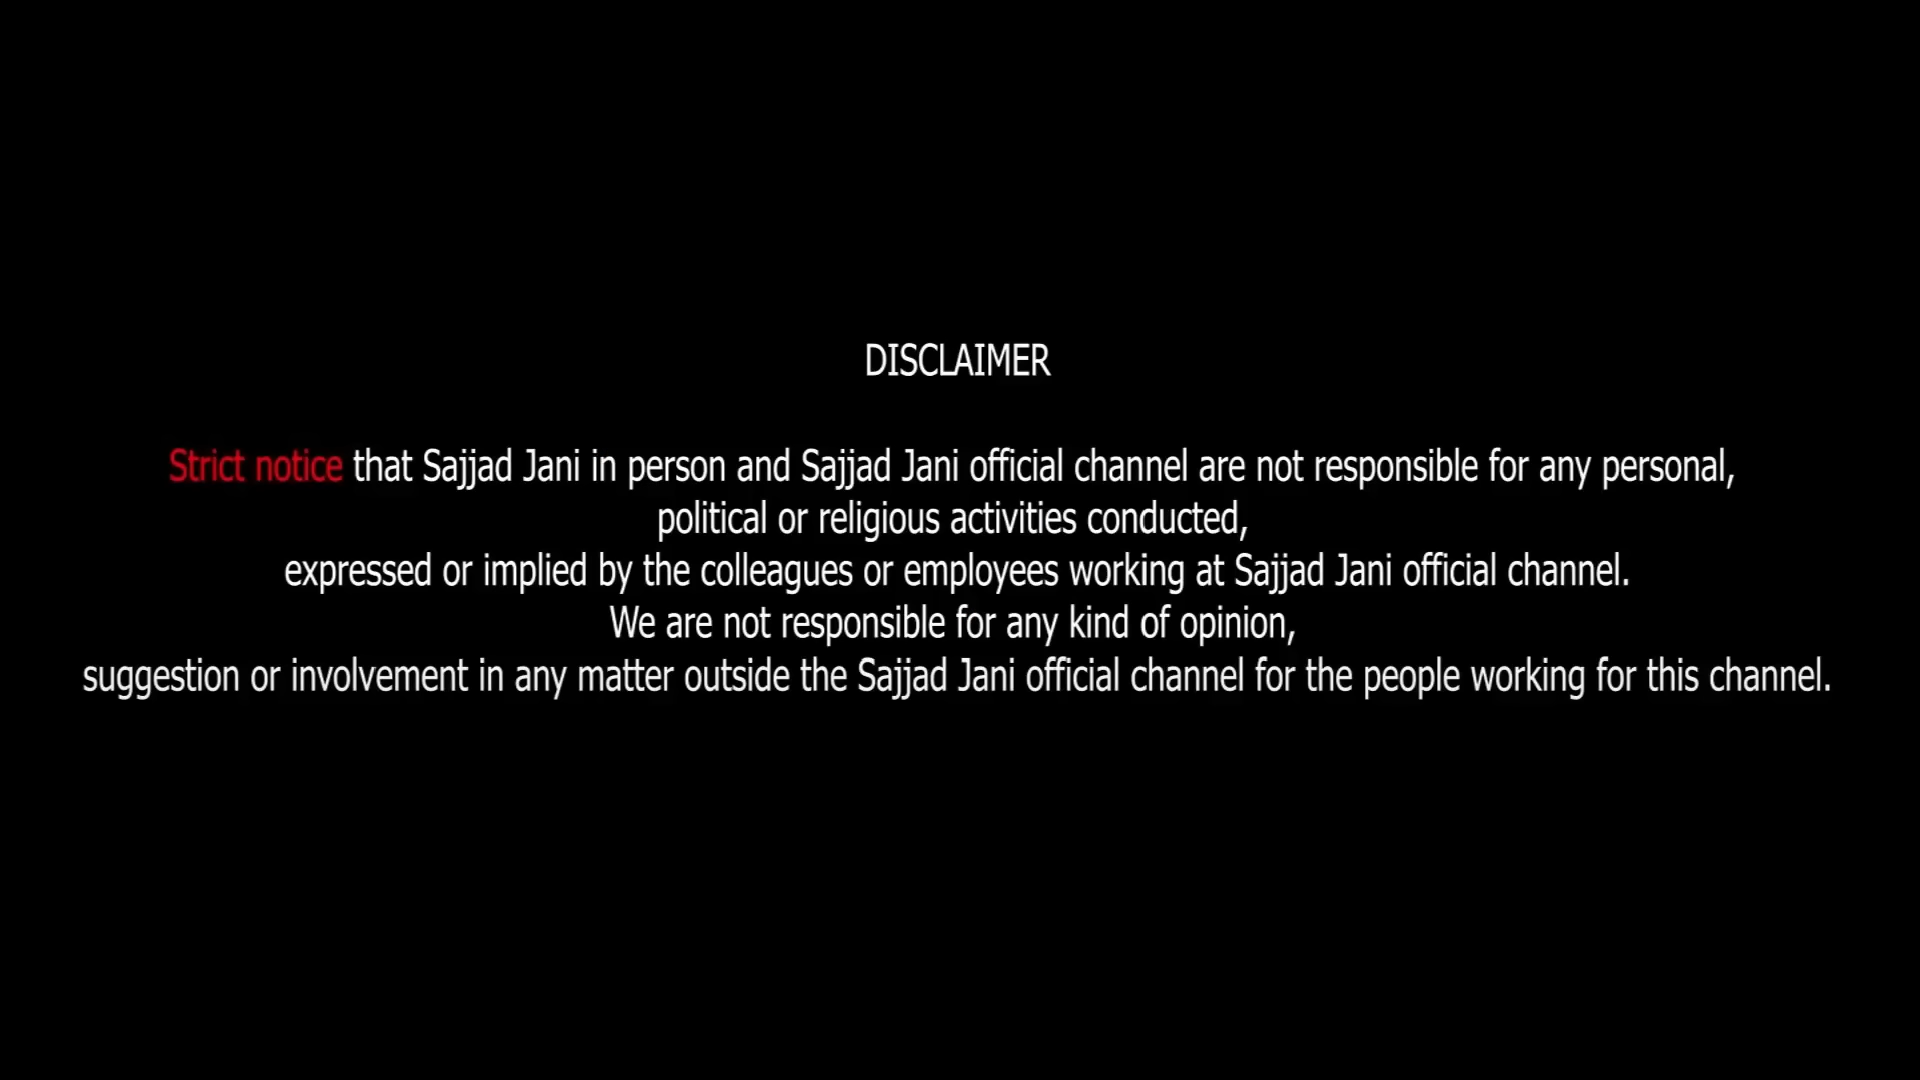 DISCLAIMER
Strict notice that Sajjad Jani in person and Sajjad Jani official channel are not responsible for any personal,
political or religious activities conducted,
expressed or implied by the colleagues or employees working at Sajjad Jani official channel.
We are not responsible for any kind of opinion,
suggestion or involvement in any matter outside the Sajjad Jani official channel for the people working for this channel.